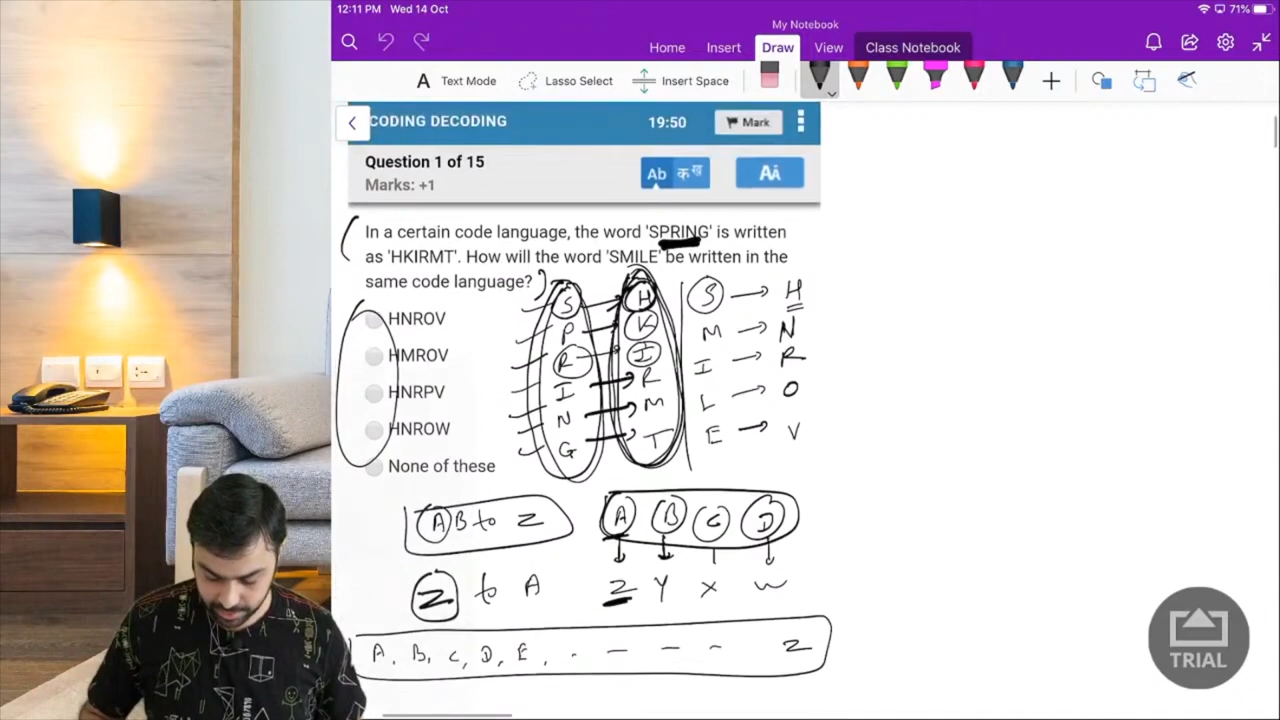 12:11 PM Wed 14 Oct
71%
My Notebook
Home Insert Draw View Class Notebook
A Text Mode Lasso Select Insert Space
CODING DECODING 19:50 Mark
Question 1 of 15
Marks: +1
Ab क ख AA
In a certain code language, the word 'SPRING' is written
as 'HKIRMT'. How will the word 'SMILE' be written in the
same code language?
HNROV
HMROV
HNRPV
HNROW
None of these
S → H
P → K
R → I
I → R
N → M
G → T
S → H
M → N
I → R
L → O
E → V
A B to Z
A B C D
Z to A
Z Y X W
A, B, C, D, E, . - - - Z
TRIAL